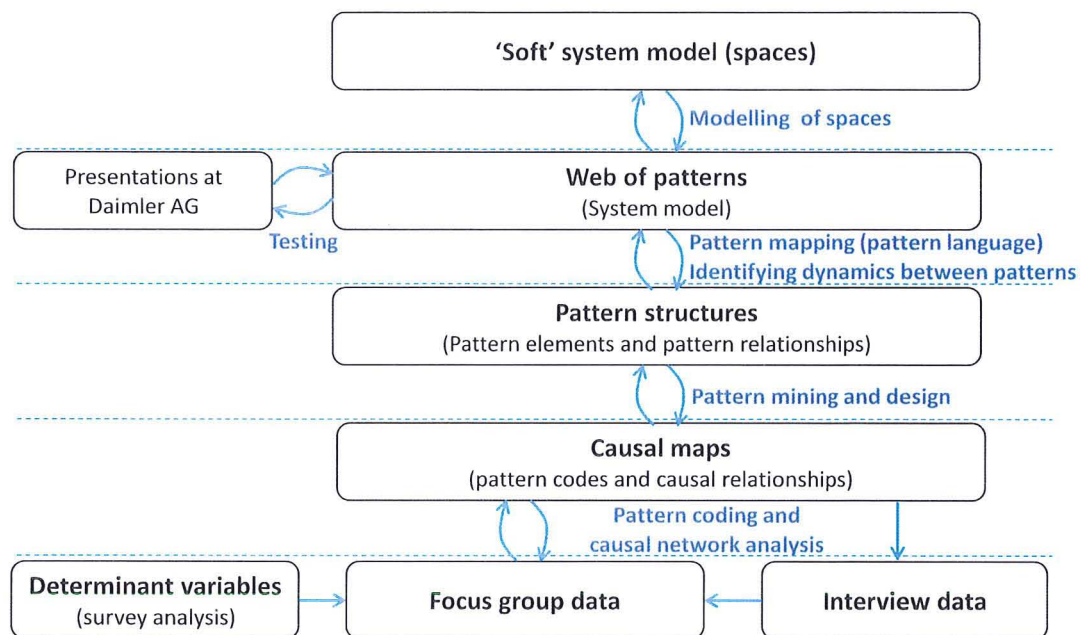 'Soft' system model (spaces)
Modelling of spaces
Presentations at
Daimler AG
Web of patterns
(System model)
Testing
Pattern mapping (pattern language)
Identifying dynamics between patterns
Pattern structures
(Pattern elements and pattern relationships)
Pattern mining and design
Causal maps
(pattern codes and causal relationships)
Pattern coding and
causal network analysis
Determinant variables
(survey analysis)
Focus group data
Interview data